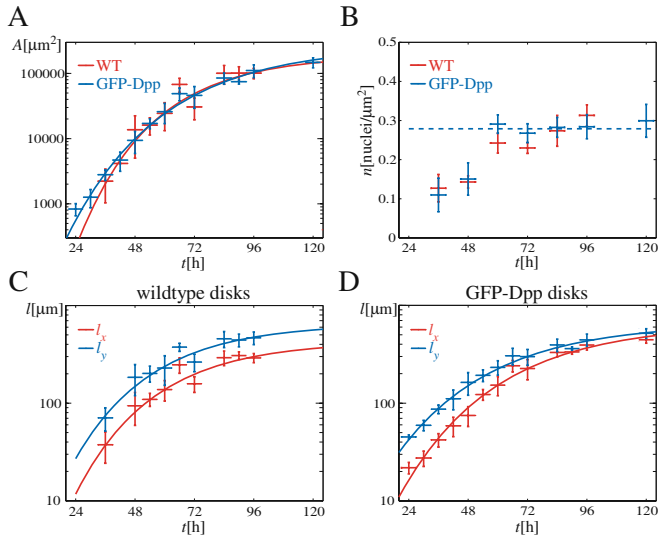 A
B
A[μm²]
WT
GFP-Dpp
100000
10000
1000
24
48
72
96
120
t[h]
n[nuclei/μm²]
WT
GFP-Dpp
0.5
0.4
0.3
0.2
0.1
0
24
48
72
96
120
t[h]
C
D
wildtype disks
l[μm]
lx
ly
100
10
24
48
72
96
120
t[h]
GFP-Dpp disks
l[μm]
lx
ly
100
10
24
48
72
96
120
t[h]